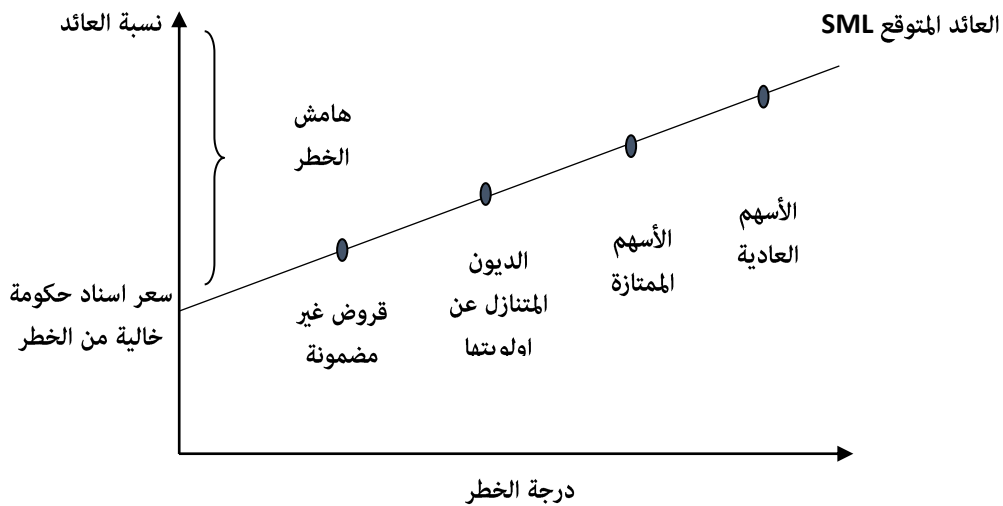 نسبة العائد
العائد المتوقع SML
هامش
الخطر
الأسهم
العادية
الأسهم
الممتازة
الديون
المتنازل عن
اولويتها
قروض غير
مضمونة
سعر اسناد حكومة
خالية من الخطر
درجة الخطر